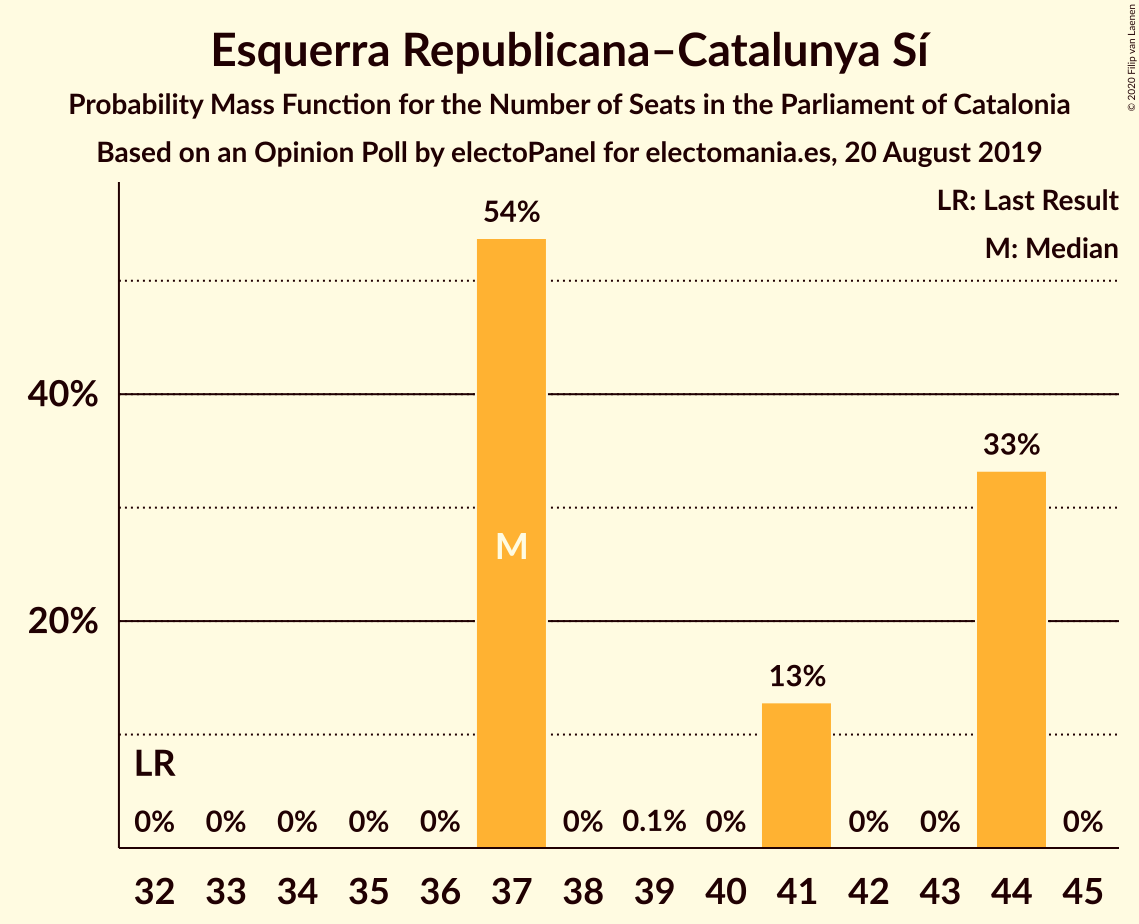 Esquerra Republicana–Catalunya Sí
Probability Mass Function for the Number of Seats in the Parliament of Catalonia
Based on an Opinion Poll by electoPanel for electomania.es, 20 August 2019
© 2020 Filip van Laenen
LR: Last Result
M: Median
54%
40%
33%
M
20%
13%
LR
0% 0% 0% 0% 0% 0% 0.1% 0% 0% 0% 0%
32 33 34 35 36 37 38 39 40 41 42 43 44 45